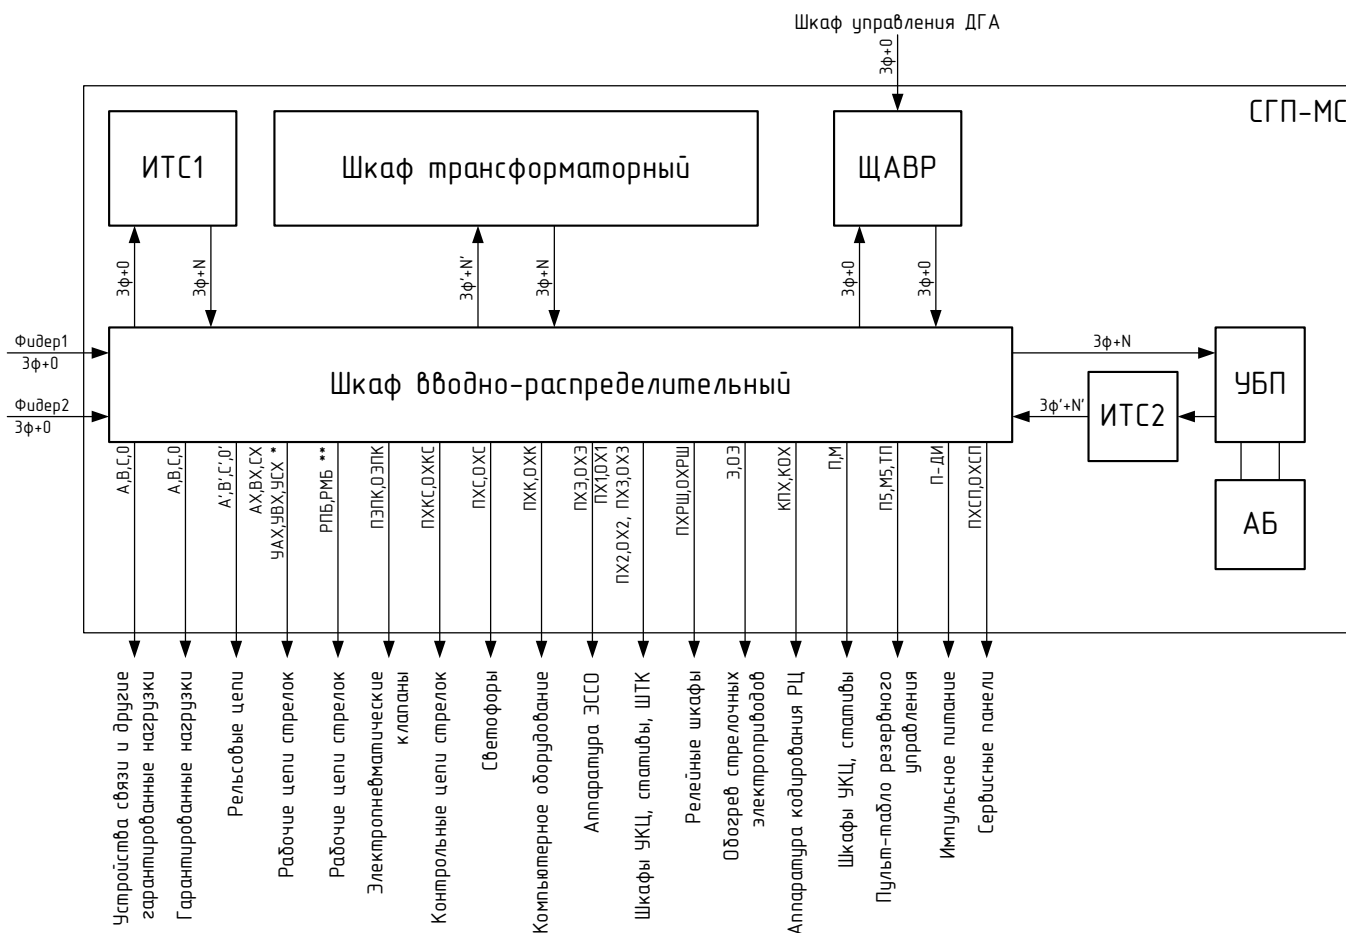 Шкаф управления ДГА
3ф+0
СГП-МС
ИТС1
Шкаф трансформаторный
ЩАВР
3ф+0
3ф+N
3ф'+N'
3ф+N
3ф+0
3ф+0
Фидер1
3ф+0
Фидер2
3ф+0
Шкаф вводно-распределительный
3ф+N
3ф'+N'
ИТС2
УБП
АБ
А,В,С,0
А,В,С,0
А',В',С',0'
АХ,ВХ,СХ
УАХ,УВХ,УСХ *
РПБ,РМБ **
ПЭПК,ОЭПК
ПХКС,ОХКС
ПХС,ОХС
ПХК,ОХК
ПХЭ,ОХЭ
ПХ1,ОХ1
ПХ2,ОХ2, ПХ3,ОХ3
ПХРШ,ОХРШ
Э,ОЭ
КПХ,КОХ
П,М
П5,М5,ТП
П-ДИ
ПХСП,ОХСП
Устройства связи и другие
гарантированные нагрузки
Гарантированные нагрузки
Рельсовые цепи
Рабочие цепи стрелок
Рабочие цепи стрелок
Электропневматические
клапаны
Контрольные цепи стрелок
Светофоры
Компьютерное оборудование
Аппаратура ЭССО
Шкафы УКЦ, стативы, ШТК
Релейные шкафы
Обогрев стрелочных
электроприводов
Аппаратура кодирования РЦ
Шкафы УКЦ, стативы
Пульт-табло резервного
управления
Импульсное питание
Сервисные панели